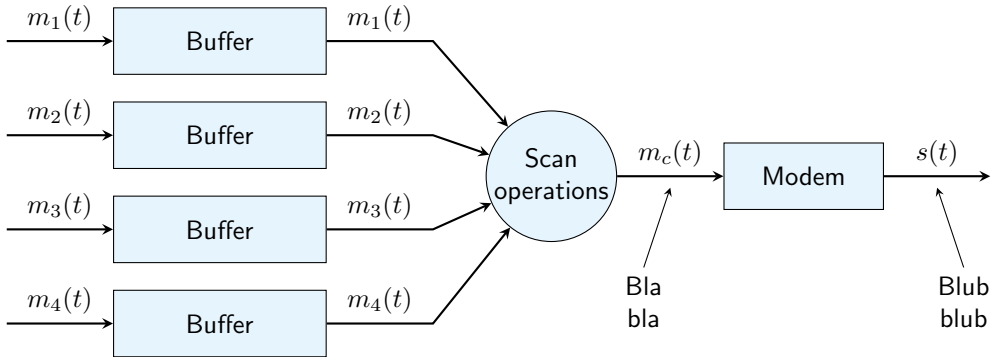 m₁(t) Buffer m₁(t)
m₂(t) Buffer m₂(t)
Scan
operations
m_c(t) Modem s(t)
m₃(t) Buffer m₃(t)
m₄(t) Buffer m₄(t)
Bla
bla
Blub
blub